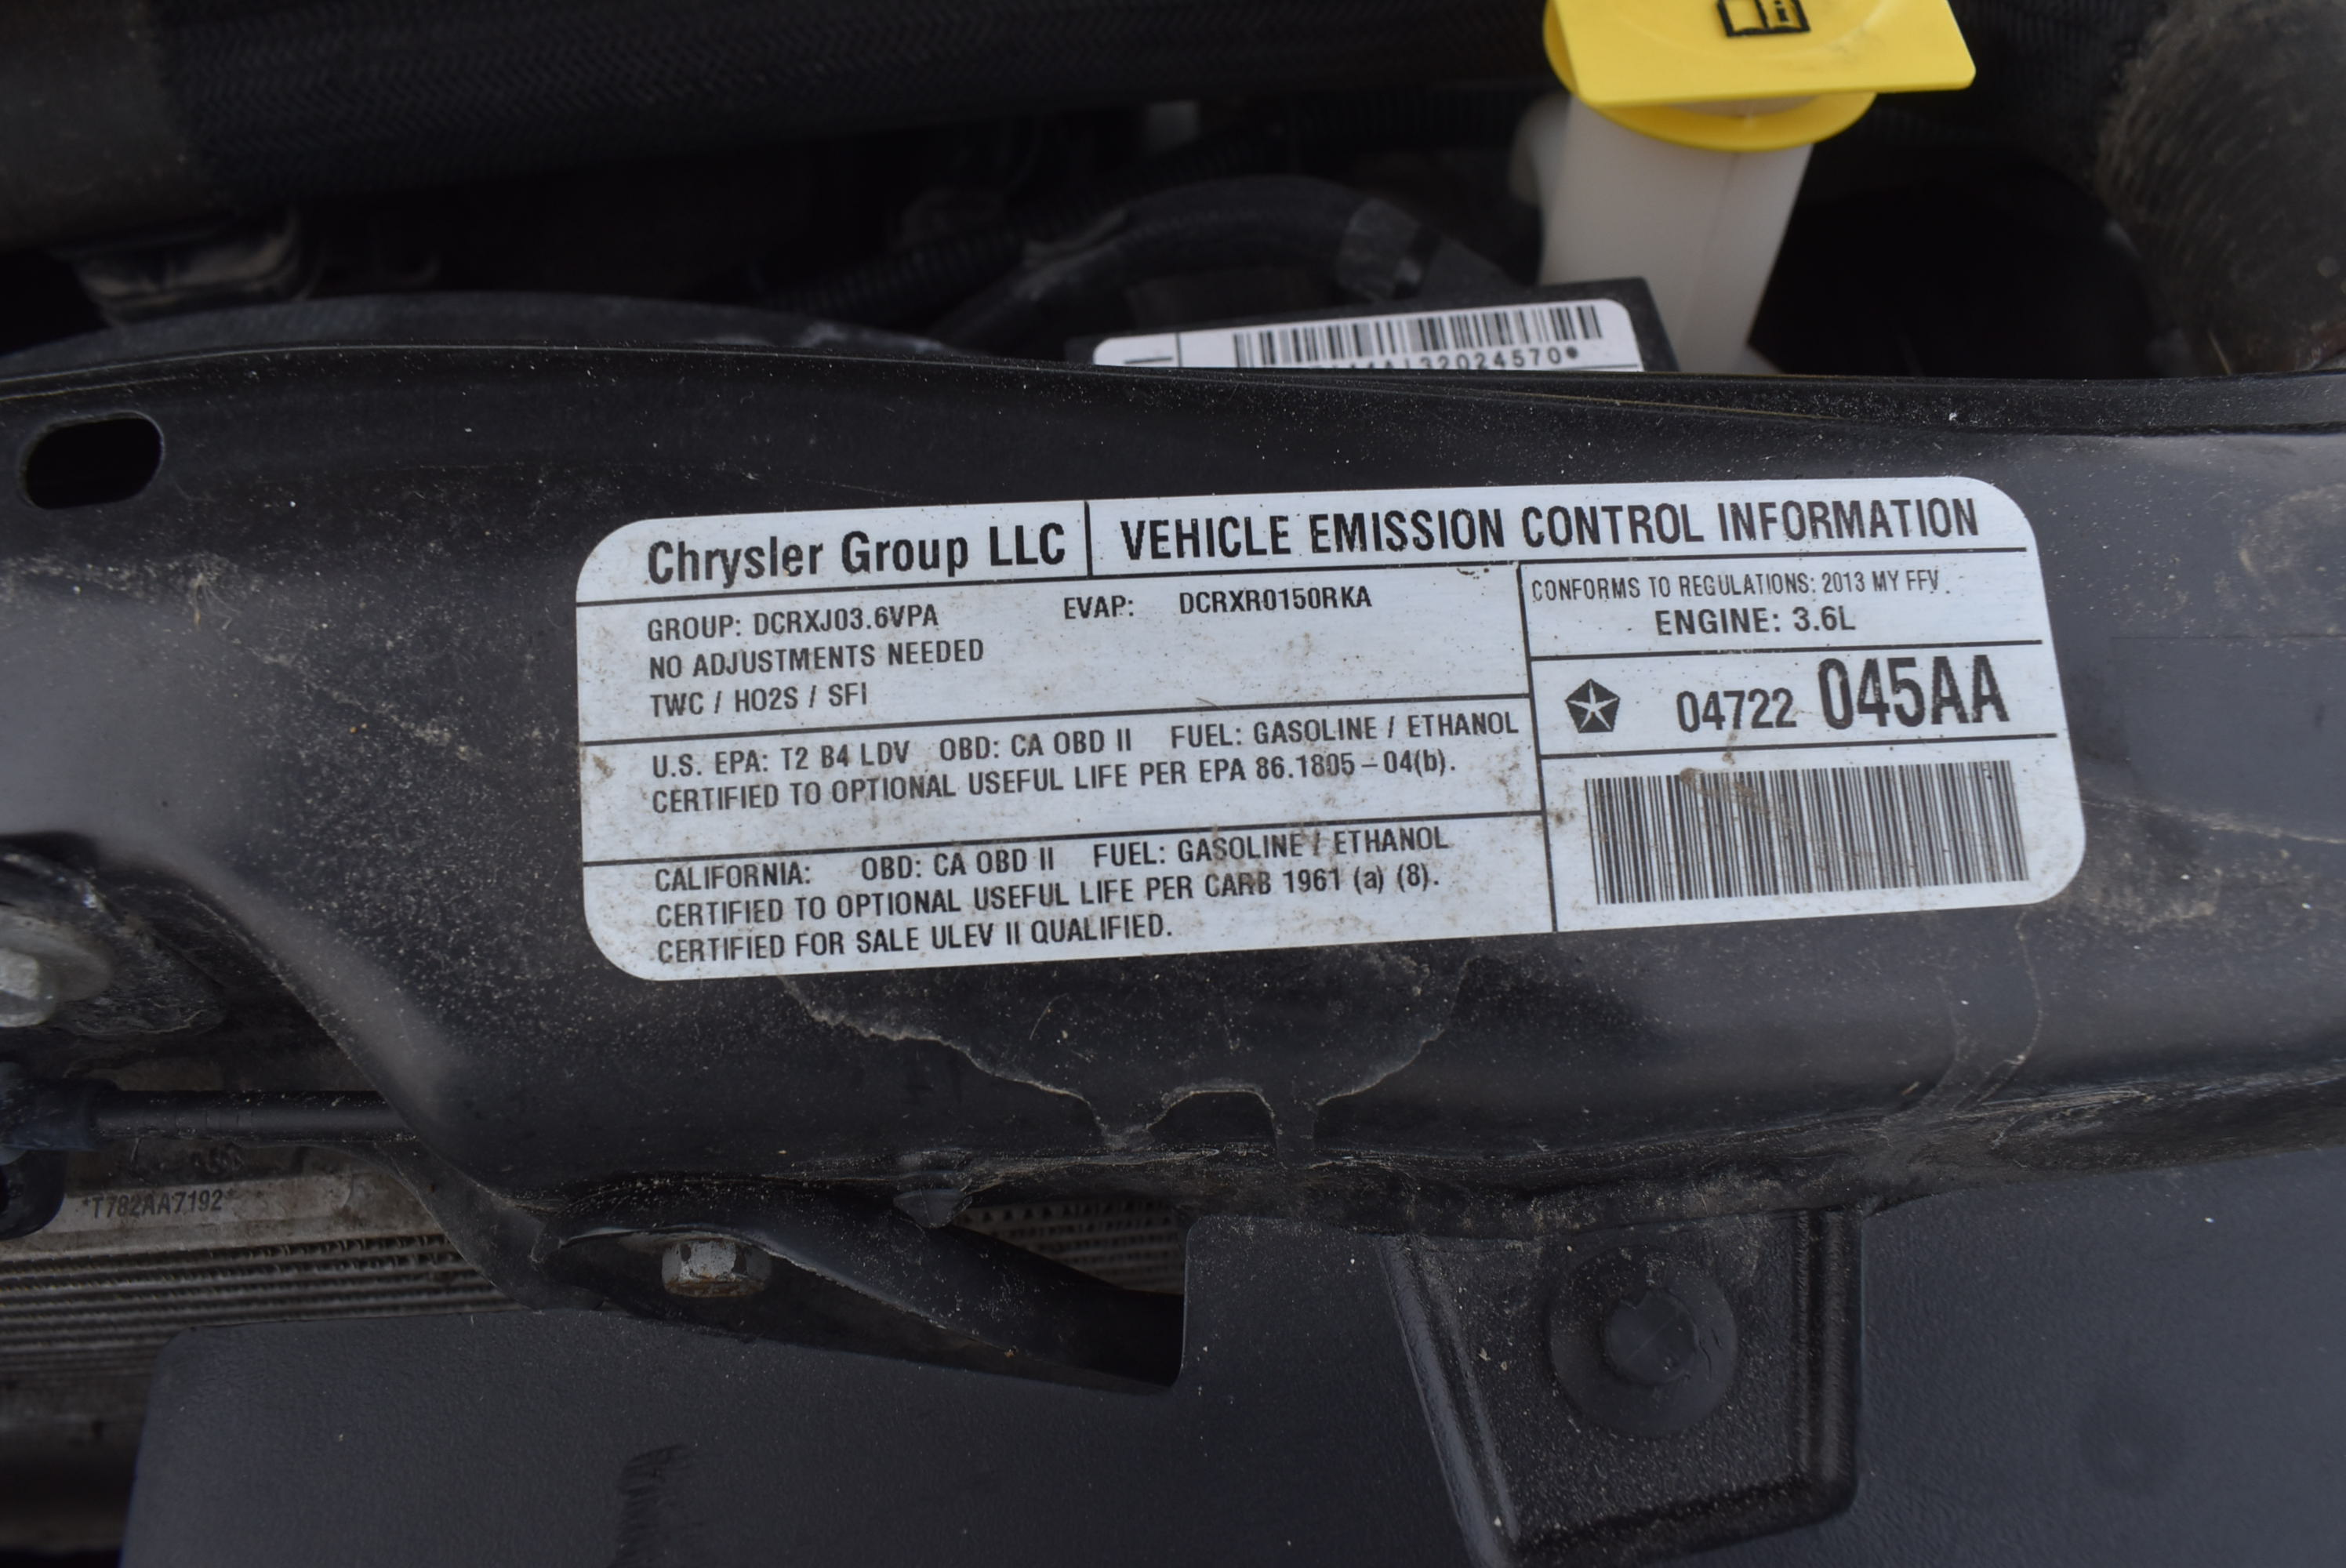 32024570*
Chrysler Group LLC VEHICLE EMISSION CONTROL INFORMATION
GROUP: DCRXJ03.6VPA EVAP: DCRXR0150RKA
NO ADJUSTMENTS NEEDED
TWC / HO2S / SFI
CONFORMS TO REGULATIONS: 2013 MY FFV.
ENGINE: 3.6L
04722 045AA
U.S. EPA: T2 B4 LDV OBD: CA OBD II FUEL: GASOLINE / ETHANOL
CERTIFIED TO OPTIONAL USEFUL LIFE PER EPA 86.1805-04(b).
CALIFORNIA: OBD: CA OBD II FUEL: GASOLINE / ETHANOL
CERTIFIED TO OPTIONAL USEFUL LIFE PER CARB 1961 (a) (8).
CERTIFIED FOR SALE ULEV II QUALIFIED.
*T782AA7192*